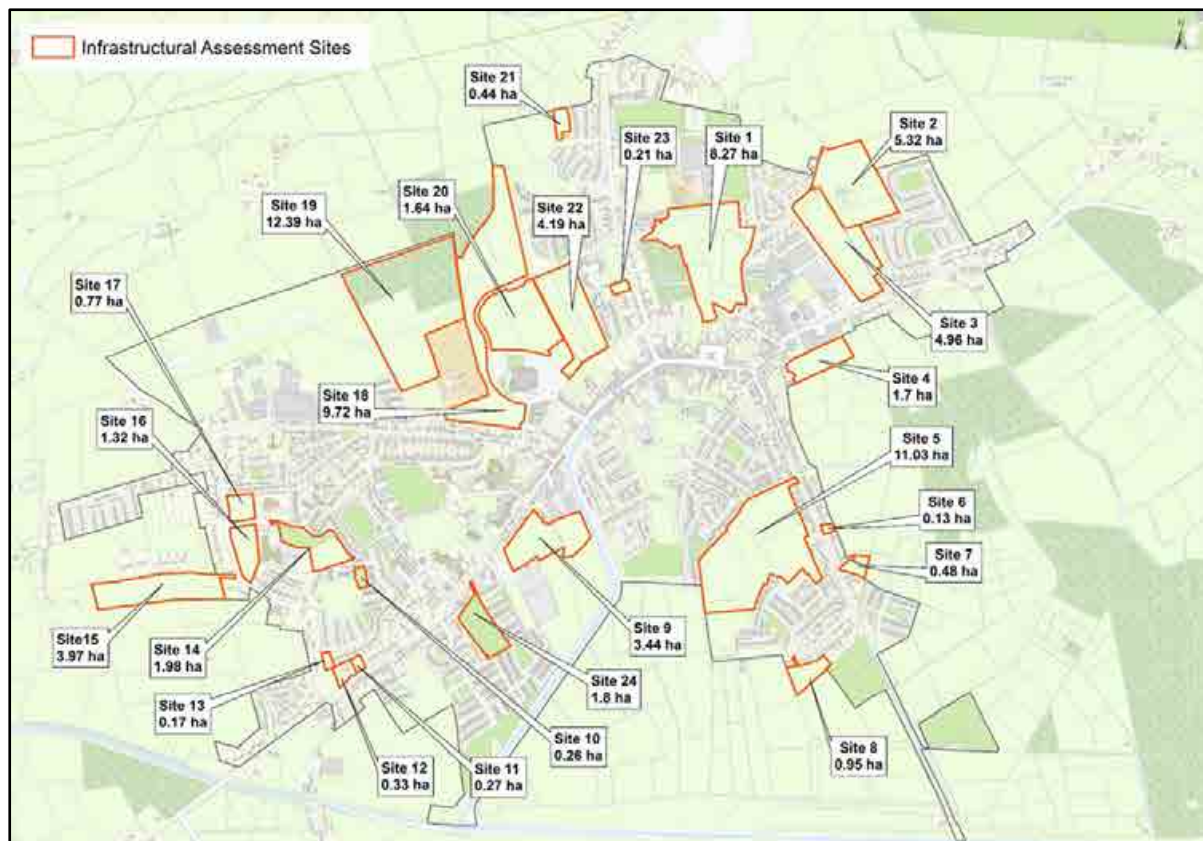 Infrastructural Assessment Sites
N
Site 21
0.44 ha
Site 23
0.21 ha
Site 1
8.27 ha
Site 2
5.32 ha
Site 19
12.39 ha
Site 20
1.64 ha
Site 22
4.19 ha
Site 17
0.77 ha
Site 3
4.96 ha
Site 4
1.7 ha
Site 18
9.72 ha
Site 16
1.32 ha
Site 5
11.03 ha
Site 6
0.13 ha
Site 7
0.48 ha
Site15
3.97 ha
Site 14
1.98 ha
Site 9
3.44 ha
Site 24
1.8 ha
Site 13
0.17 ha
Site 10
0.26 ha
Site 12
0.33 ha
Site 11
0.27 ha
Site 8
0.95 ha